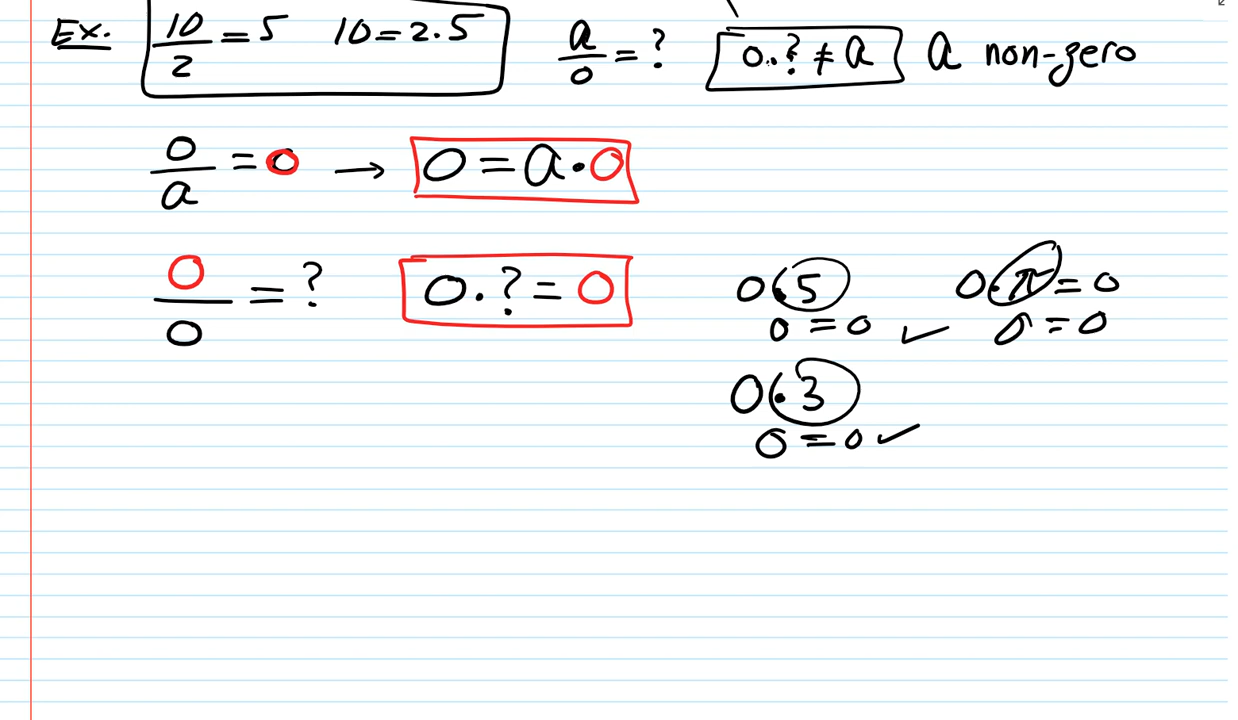 Ex. 10/2 = 5 10 = 2·5 a/0 = ? 0·? ≠ a a non-zero
0/a = 0 → 0 = a·0
0/0 = ? 0·? = 0 0·5 0·π = 0
0 = 0 ✓ 0 = 0
0·3
0 = 0 ✓